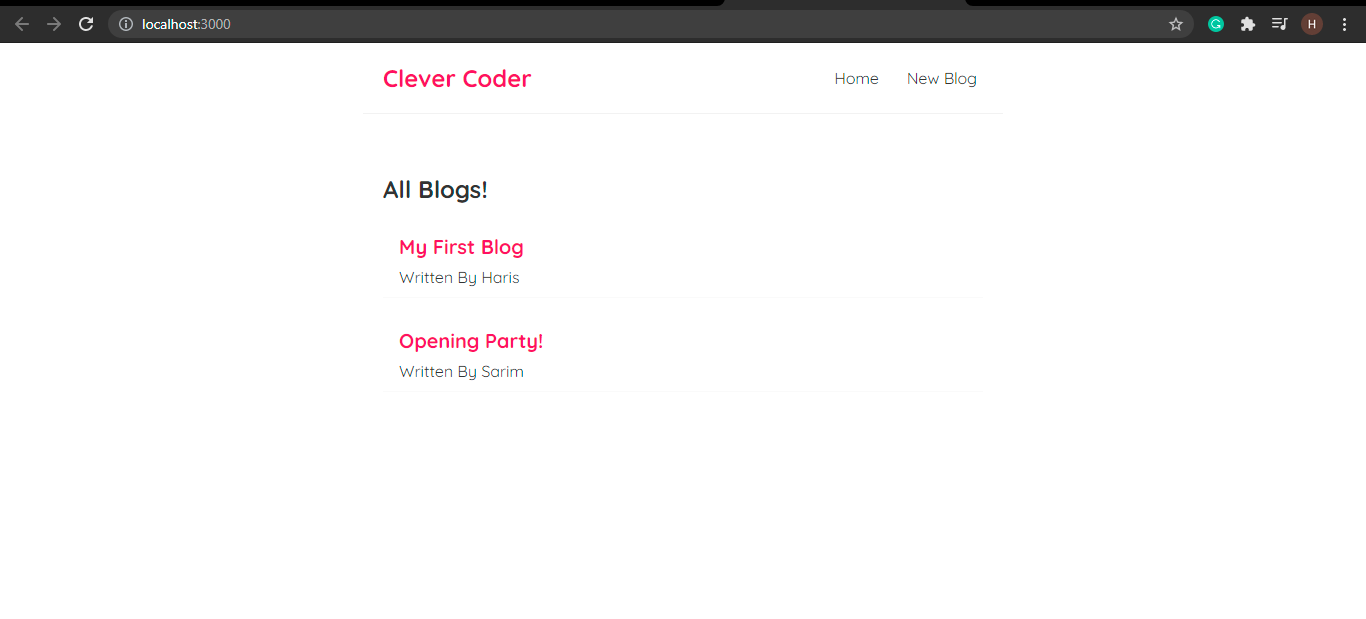 localhost:3000
H
Clever Coder
Home
New Blog
All Blogs!
My First Blog
Written By Haris
Opening Party!
Written By Sarim